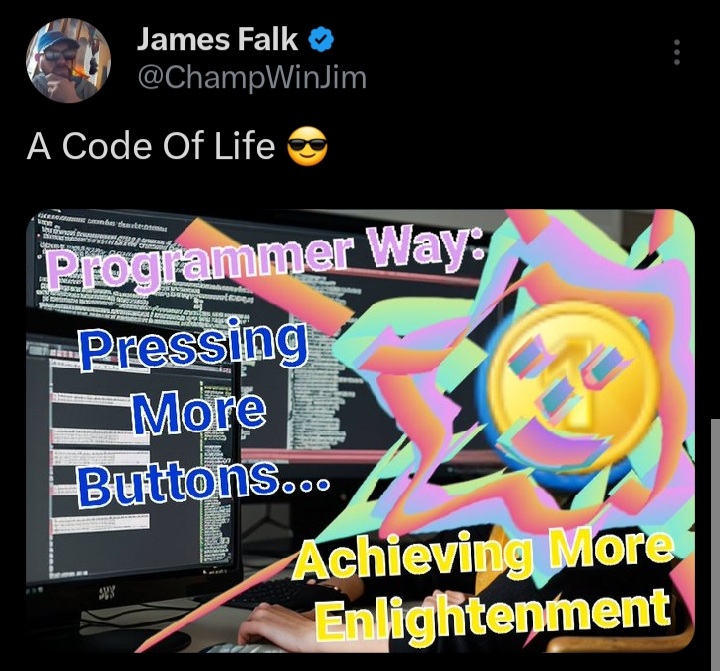 James Falk
@ChampWinJim
A Code Of Life 😎
Programmer Way:
Pressing
More
Buttons...
Achieving More
Enlightenment